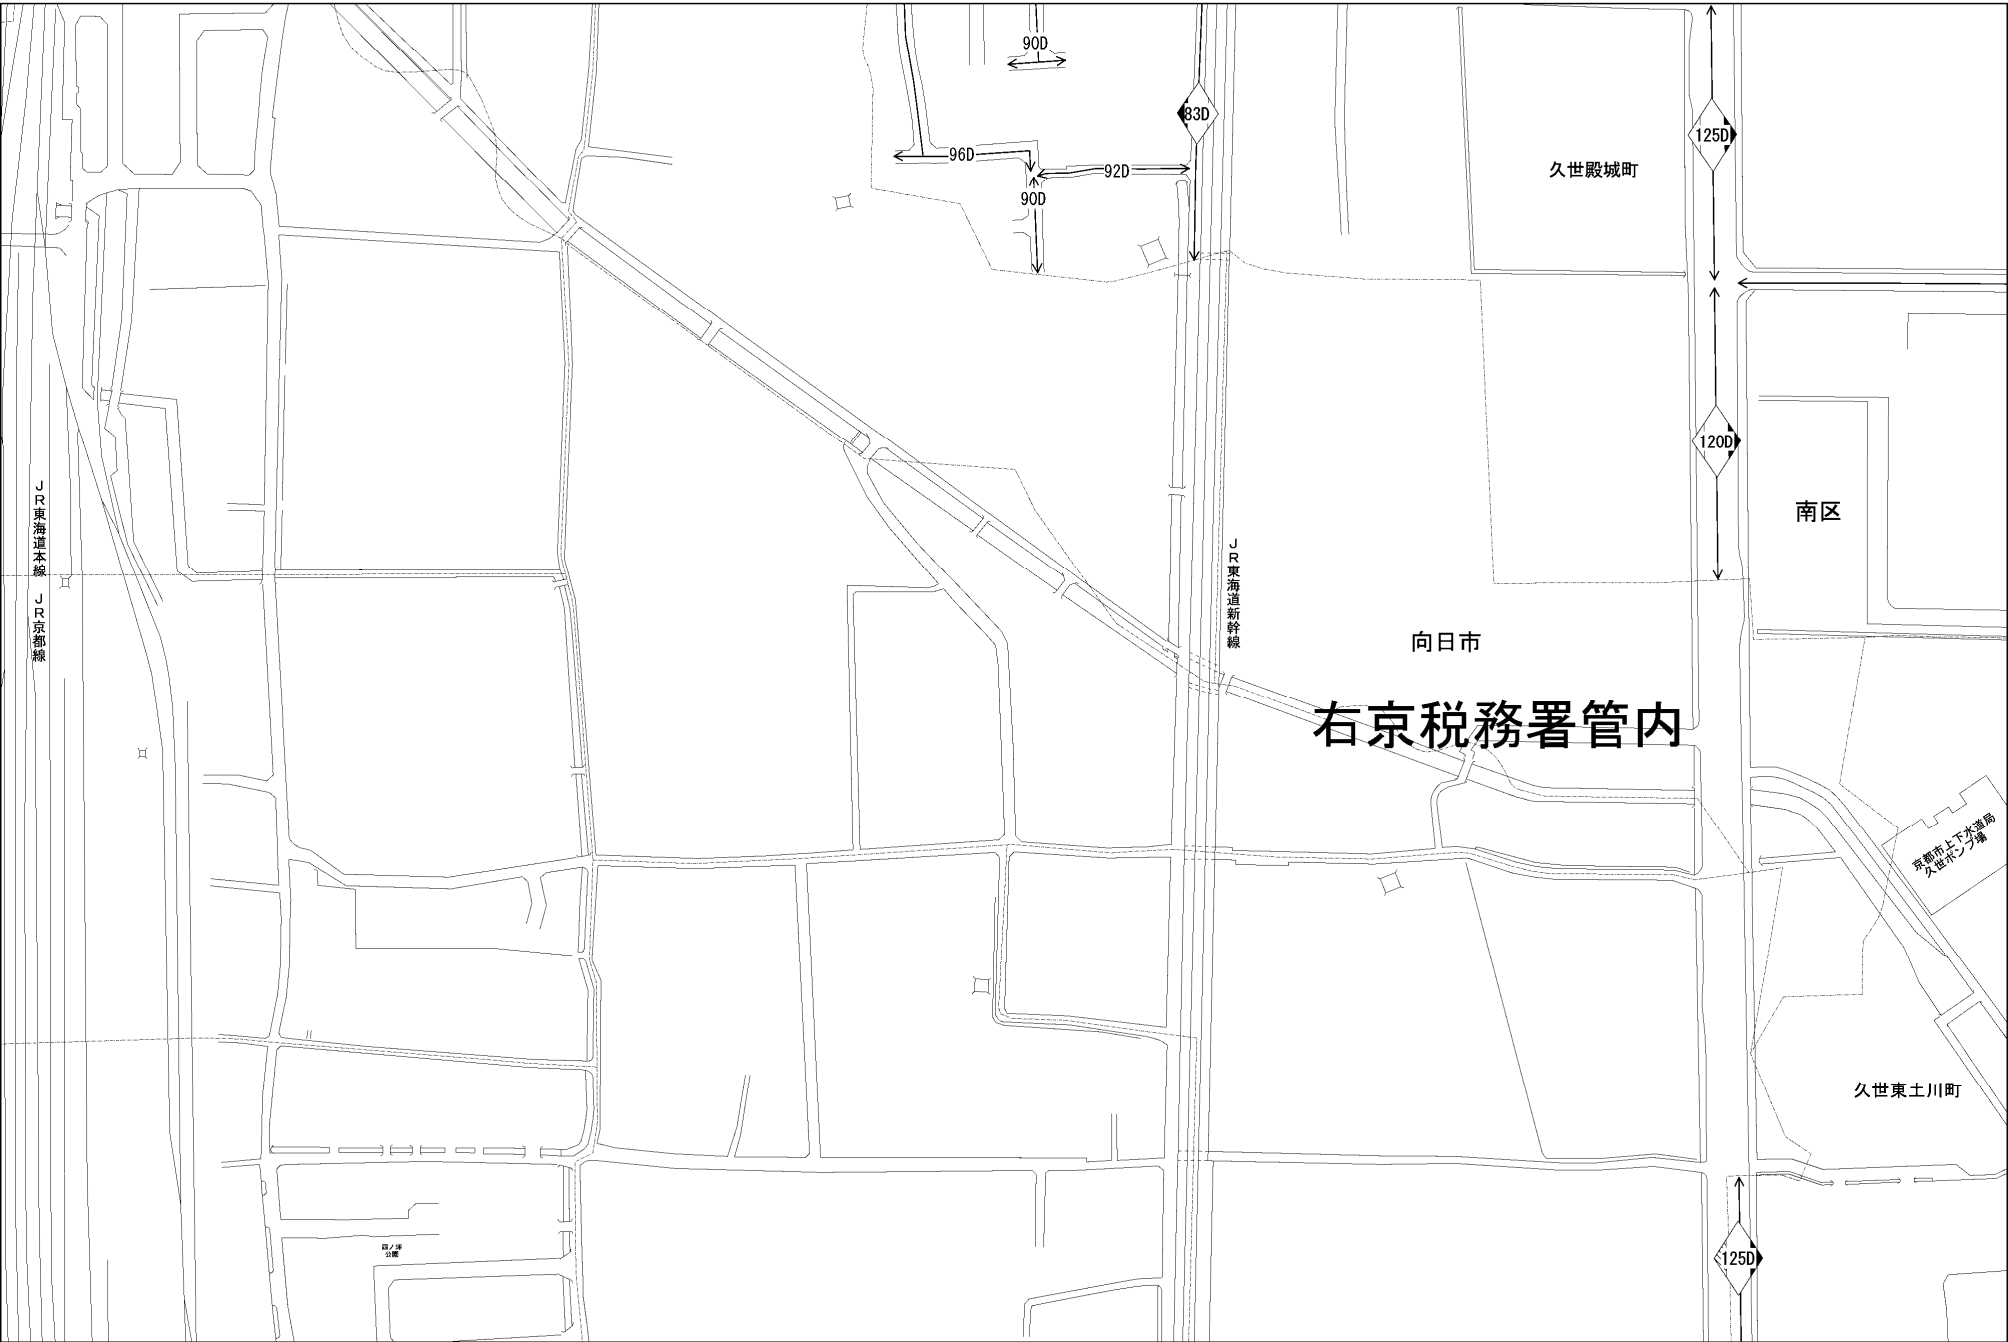 90D
83D
125D
96D
92D
久世殿城町
90D
120D
南区
JR東海道本線
JR京都線
JR東海道新幹線
向日市
右京税務署管内
京都市上下水道局
久世ポンプ場
久世東土川町
公園
125D